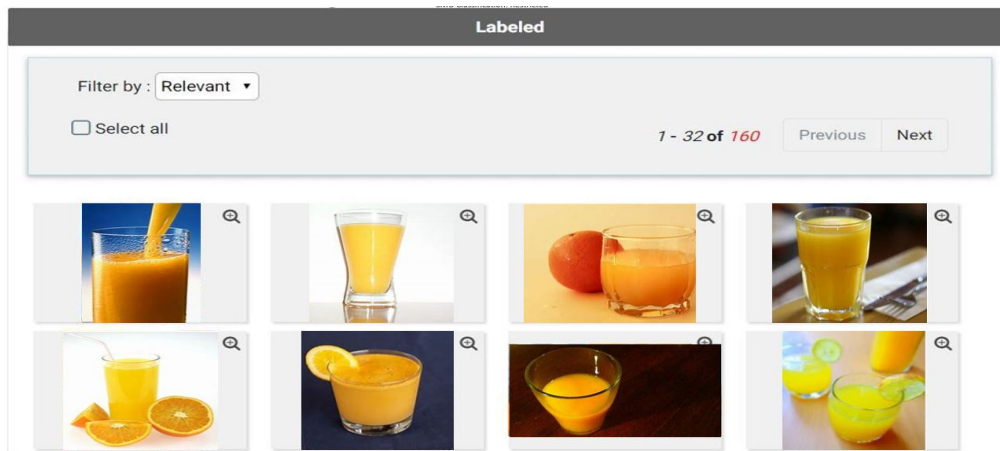 Labeled
Filter by : Relevant ▾
Select all
1 - 32 of 160 Previous Next